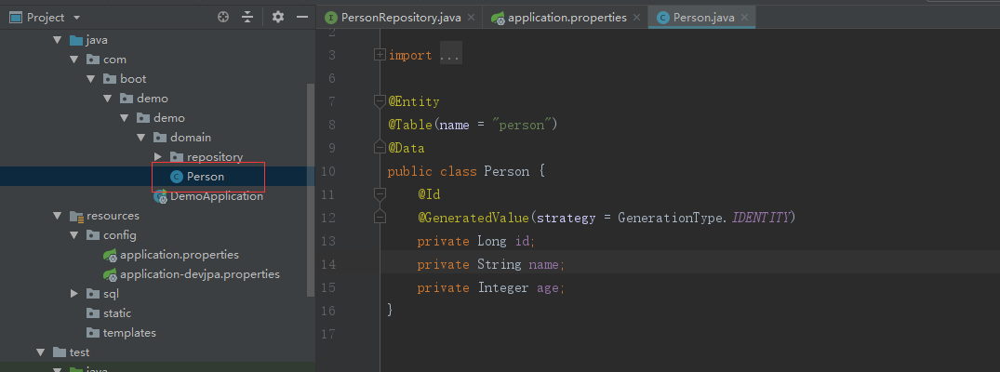 Project
java
com
boot
demo
demo
domain
repository
Person
DemoApplication
resources
config
application.properties
application-devjpa.properties
sql
static
templates
test
java
PersonRepository.java
application.properties
Person.java
2
3 import ...
6
7 @Entity
8 @Table(name = "person")
9 @Data
10 public class Person {
11 @Id
12 @GeneratedValue(strategy = GenerationType.IDENTITY)
13 private Long id;
14 private String name;
15 private Integer age;
16 }
17